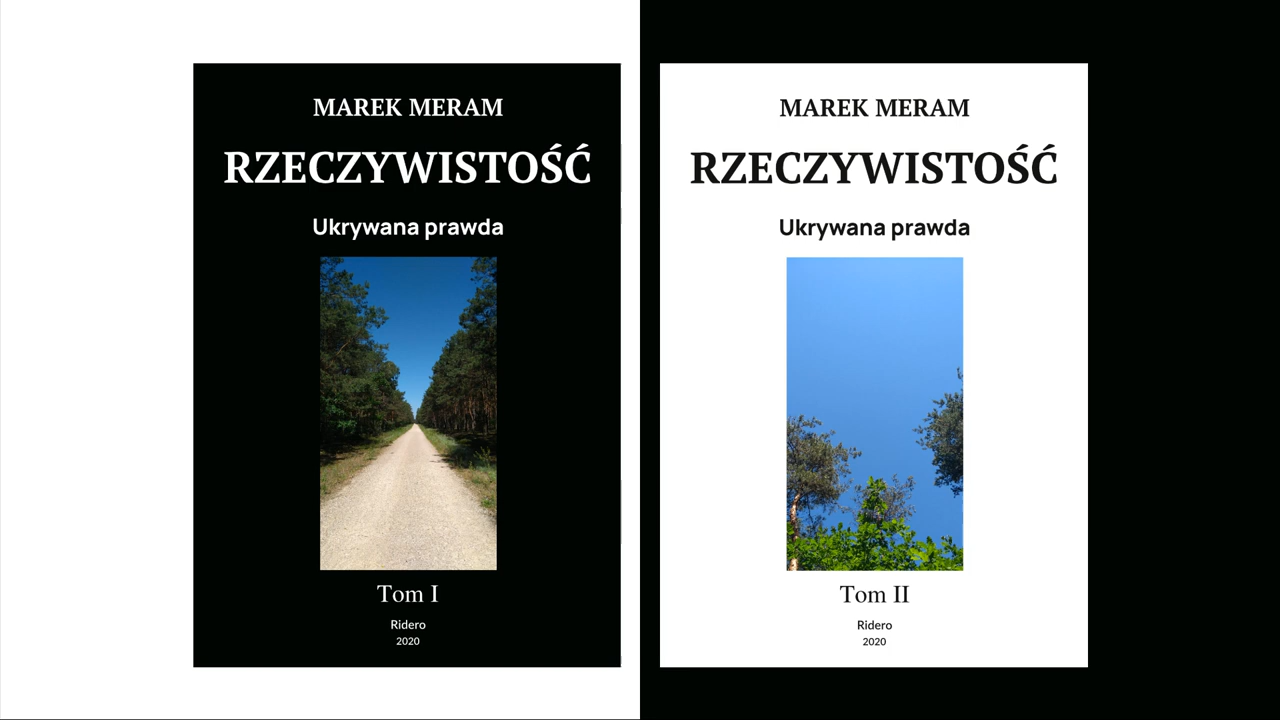 MAREK MERAM
RZECZYWISTOŚĆ
Ukrywana prawda
Tom I
Ridero
2020
MAREK MERAM
RZECZYWISTOŚĆ
Ukrywana prawda
Tom II
Ridero
2020